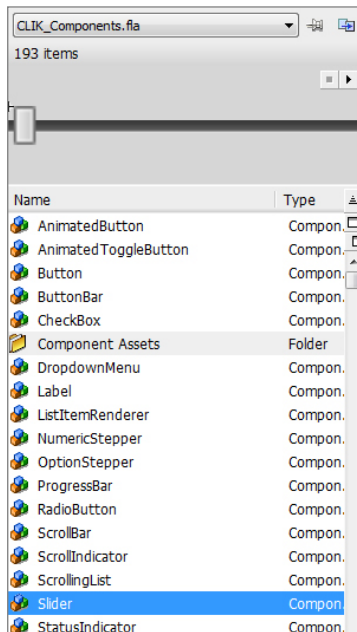 CLIK_Components.fla
193 items
Name Type
AnimatedButton Compon.
AnimatedToggleButton Compon.
Button Compon.
ButtonBar Compon.
CheckBox Compon.
Component Assets Folder
DropdownMenu Compon.
Label Compon.
ListItemRenderer Compon.
NumericStepper Compon.
OptionStepper Compon.
ProgressBar Compon.
RadioButton Compon.
ScrollBar Compon.
ScrollIndicator Compon.
ScrollingList Compon.
Slider Compon.
StatusIndicator Compon.